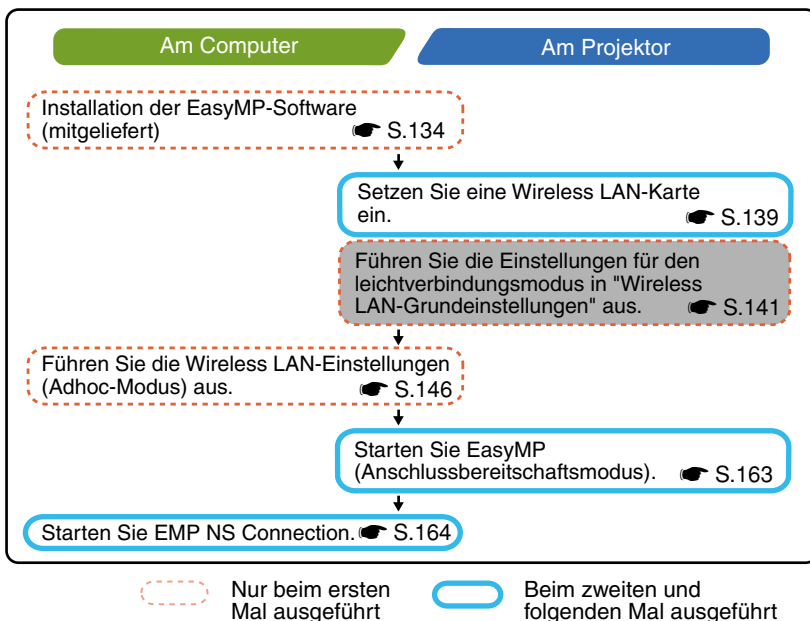 Am Computer
Am Projektor
Installation der EasyMP-Software
(mitgeliefert) ☛ S.134
Setzen Sie eine Wireless LAN-Karte
ein. ☛ S.139
Führen Sie die Einstellungen für den
leichtverbindungsmodus in "Wireless
LAN-Grundeinstellungen" aus. ☛ S.141
Führen Sie die Wireless LAN-Einstellungen
(Adhoc-Modus) aus. ☛ S.146
Starten Sie EasyMP
(Anschlussbereitschaftsmodus). ☛ S.163
Starten Sie EMP NS Connection. ☛ S.164
Nur beim ersten
Mal ausgeführt
Beim zweiten und
folgenden Mal ausgeführt